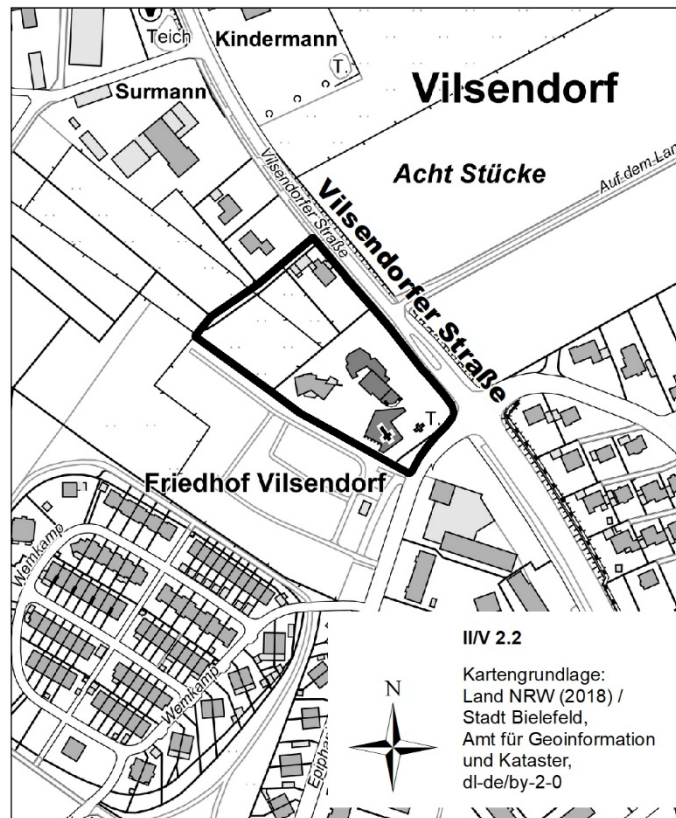 Teich
Kindermann
T.
Surmann
Vilsendorf
Vilsendorfer Straße
Acht Stücke
Auf dem Lan
Vilsendorfer Straße
T.
Friedhof Vilsendorf
Wemkamp
Wemkamp
Epiphan
II/V 2.2
Kartengrundlage:
Land NRW (2018) /
Stadt Bielefeld,
Amt für Geoinformation
und Kataster,
dl-de/by-2-0
N